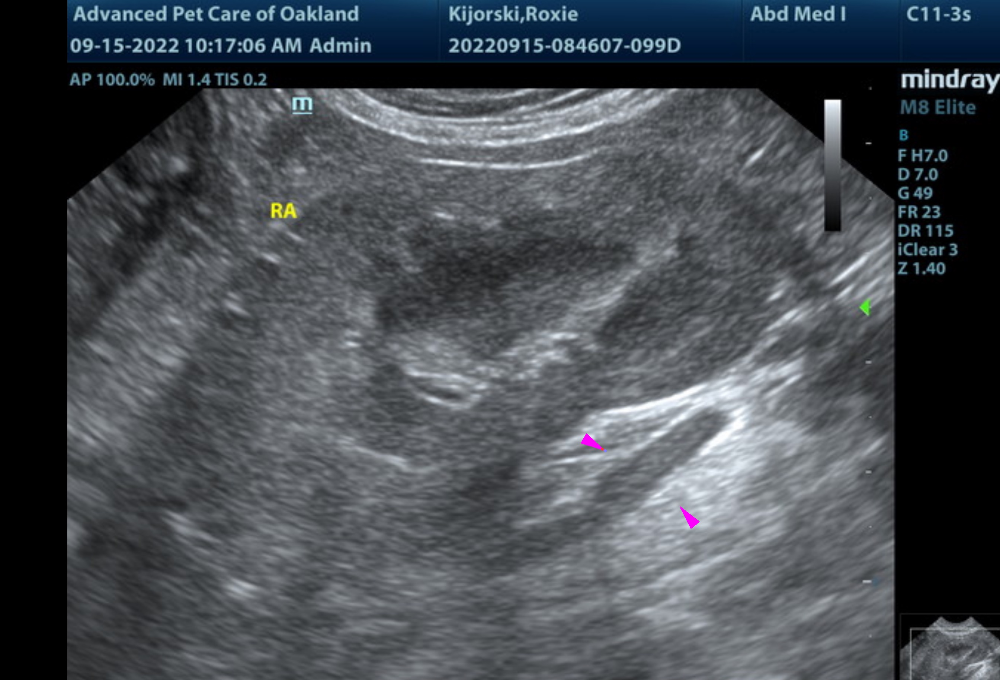 Advanced Pet Care of Oakland
Kijorski,Roxie
Abd Med I
C11-3s
09-15-2022 10:17:06 AM Admin
20220915-084607-099D
AP 100.0% MI 1.4 TIS 0.2
mindray
M8 Elite
m
B
F H7.0
D 7.0
G 49
FR 23
DR 115
iClear 3
Z 1.40
RA